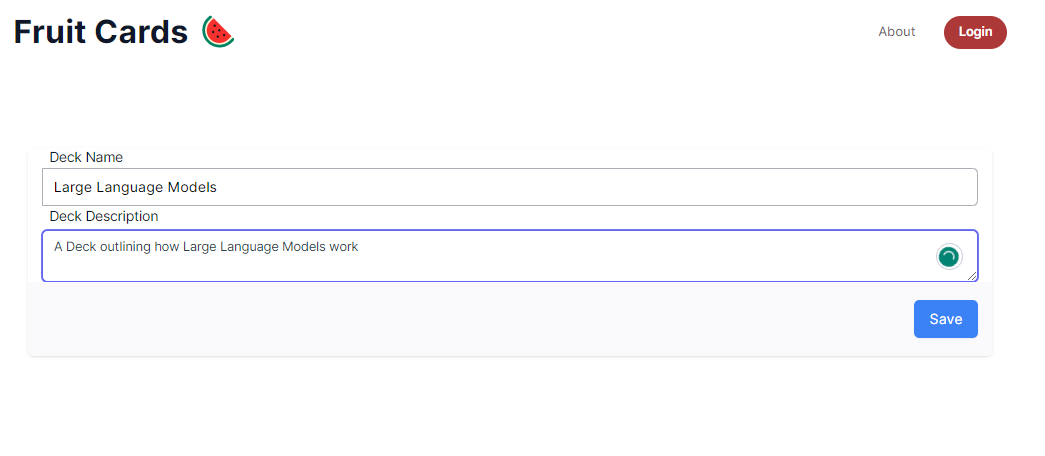 Fruit Cards
About
Login
Deck Name
Large Language Models
Deck Description
A Deck outlining how Large Language Models work
Save